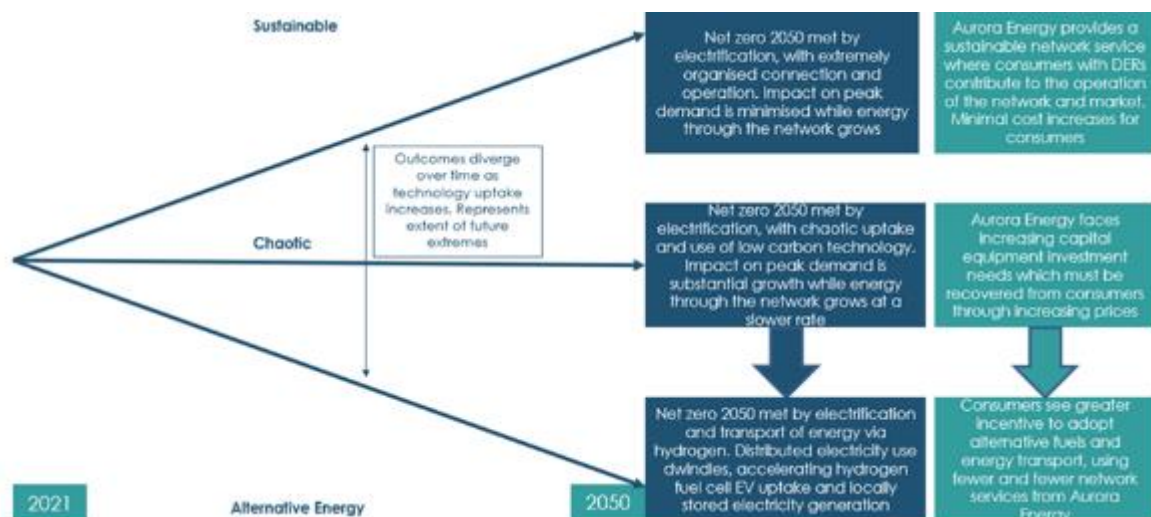 Sustainable
Net zero 2050 met by
electrification, with extremely
organised connection and
operation. Impact on peak
demand is minimised while energy
through the network grows
Aurora Energy provides a
sustainable network service
where consumers with DERs
contribute to the operation
of the network and market.
Minimal cost increases for
consumers
Outcomes diverge
over time as
technology uptake
increases. Represents
extent of future
extremes
Chaotic
Net zero 2050 met by
electrification, with chaotic uptake
and use of low carbon technology.
Impact on peak demand is
substantial growth while energy
through the network grows at a
slower rate
Aurora Energy faces
increasing capital
equipment investment
needs which must be
recovered from consumers
through increasing prices
Net zero 2050 met by electrification
and transport of energy via
hydrogen. Distributed electricity use
dwindles, accelerating hydrogen
fuel cell EV uptake and locally
stored electricity generation
Consumers see greater
incentive to adopt
alternative fuels and
energy transport, using
fewer and fewer network
services from Aurora
Energy
2021
Alternative Energy
2050